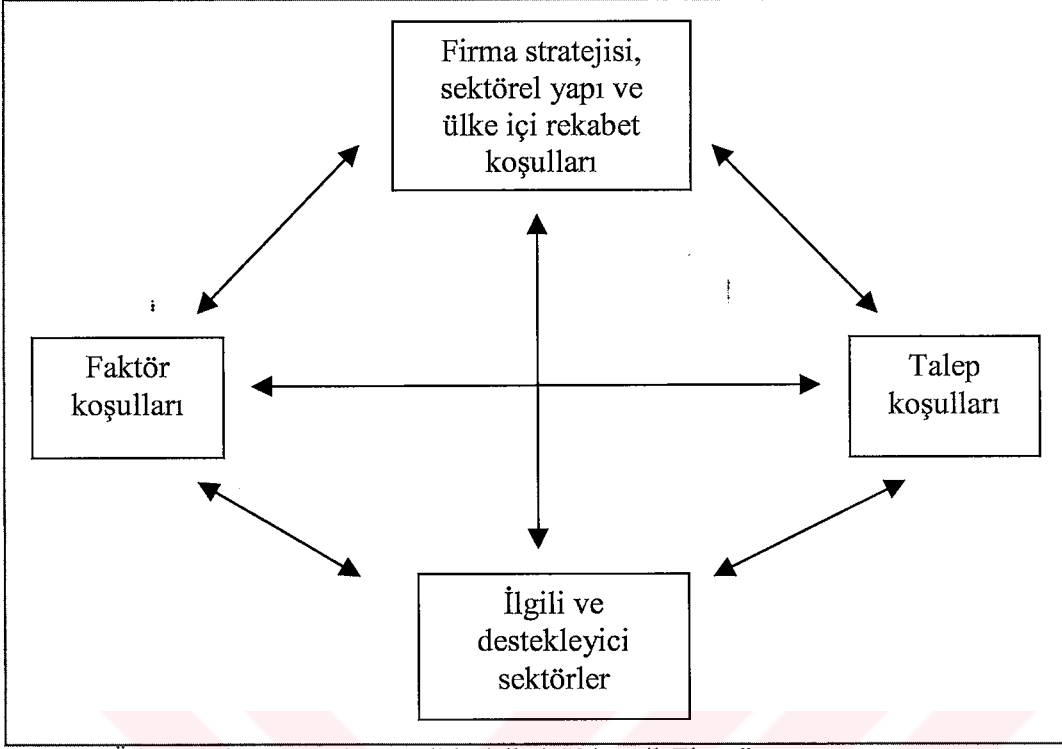 Firma stratejisi,
sektörel yapı ve
ülke içi rekabet
koşulları
Faktör
koşulları
Talep
koşulları
İlgili ve
destekleyici
sektörler